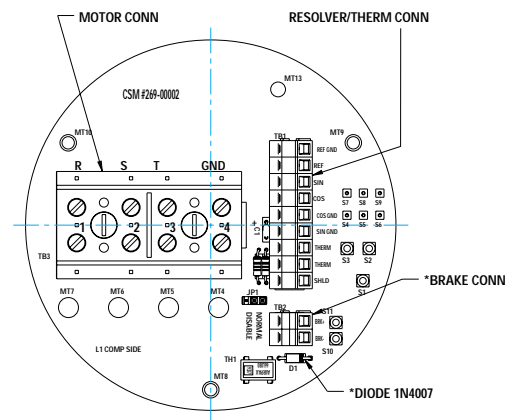 MOTOR CONN
RESOLVER/THERM CONN
MT13
CSM #269-00002
MT10
TB1
MT9
REF GND
R S T GND
REF
SIN
COS
S7 S8 S9
COS GND
S4 S5 S6
+
C1
SIN GND
1 2 3 4
THERM
S3 S2
TB3
THERM
SHLD
S1
*BRAKE CONN
MT7 MT6 MT5 MT4
JP1
NORMAL
DISABLE
TB2
S11
BRK+
BRK-
S10
L1 COMP SIDE
TH1
D1
MT8
*DIODE 1N4007